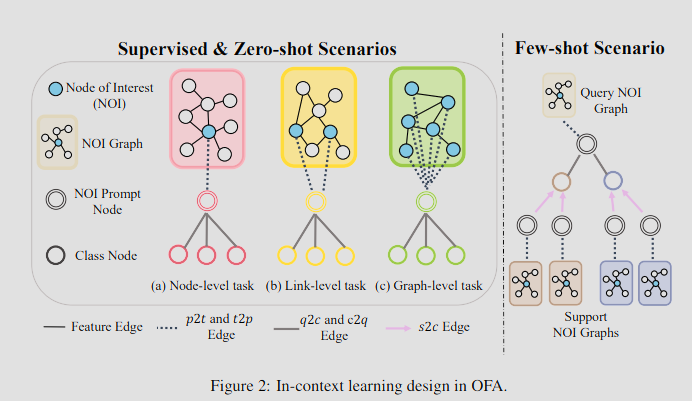 Supervised & Zero-shot Scenarios
Few-shot Scenario
Node of Interest
(NOI)
NOI Graph
NOI Prompt
Node
Class Node
(a) Node-level task
(b) Link-level task
(c) Graph-level task
Query NOI
Graph
Support
NOI Graphs
Feature Edge
p2t and t2p
Edge
q2c and c2q
Edge
s2c Edge
Figure 2: In-context learning design in OFA.